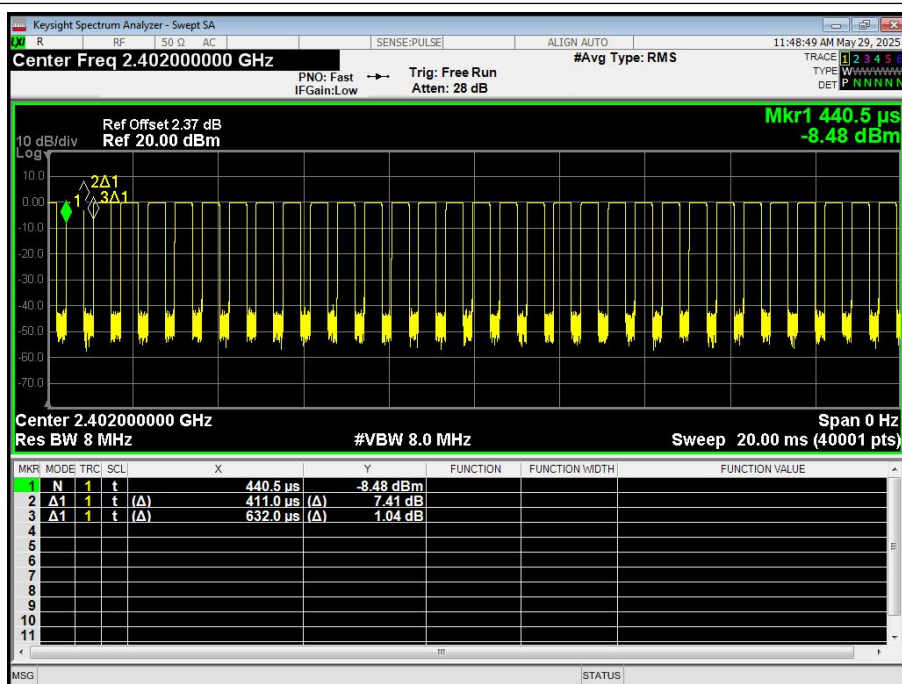 Keysight Spectrum Analyzer - Swept SA
LXI R RF 50 Ω AC SENSE:PULSE ALIGN AUTO 11:48:49 AM May 29, 2025
Center Freq 2.402000000 GHz #Avg Type: RMS TRACE 1 2 3 4 5 6
PNO: Fast Trig: Free Run TYPE WWWWWW
IFGain:Low Atten: 28 dB DET P N N N N N
Mkr1 440.5 µs
-8.48 dBm
Ref Offset 2.37 dB
10 dB/div Ref 20.00 dBm
Log
10.0
2Δ1
0.00 1 3Δ1
-10.0
-20.0
-30.0
-40.0
-50.0
-60.0
-70.0
Center 2.402000000 GHz Span 0 Hz
Res BW 8 MHz #VBW 8.0 MHz Sweep 20.00 ms (40001 pts)
MKR MODE TRC SCL X Y FUNCTION FUNCTION WIDTH FUNCTION VALUE
1 N 1 t 440.5 µs -8.48 dBm
2 Δ1 1 t (Δ) 411.0 µs (Δ) 7.41 dB
3 Δ1 1 t (Δ) 632.0 µs (Δ) 1.04 dB
4
5
6
7
8
9
10
11
MSG STATUS